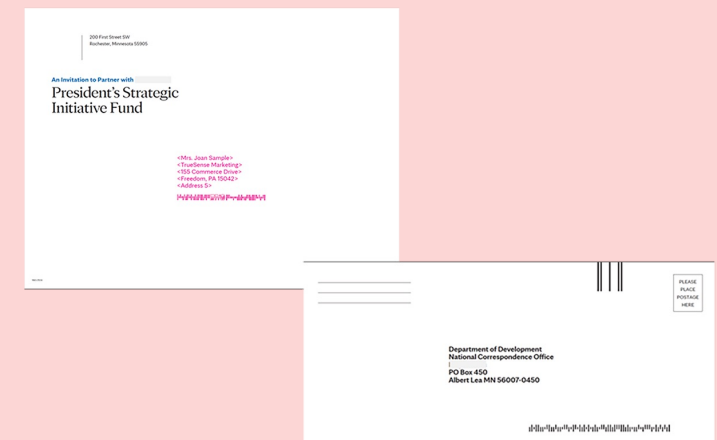 200 First Street SW
Rochester, Minnesota 55905
An Invitation to Partner with
President's Strategic
Initiative Fund
<Mrs. Joan Sample>
<TrueSense Marketing>
<155 Commerce Drive>
<Freedom, PA 15042>
<Address 5>
PLEASE
PLACE
POSTAGE
HERE
Department of Development
National Correspondence Office
PO Box 450
Albert Lea MN 56007-0450